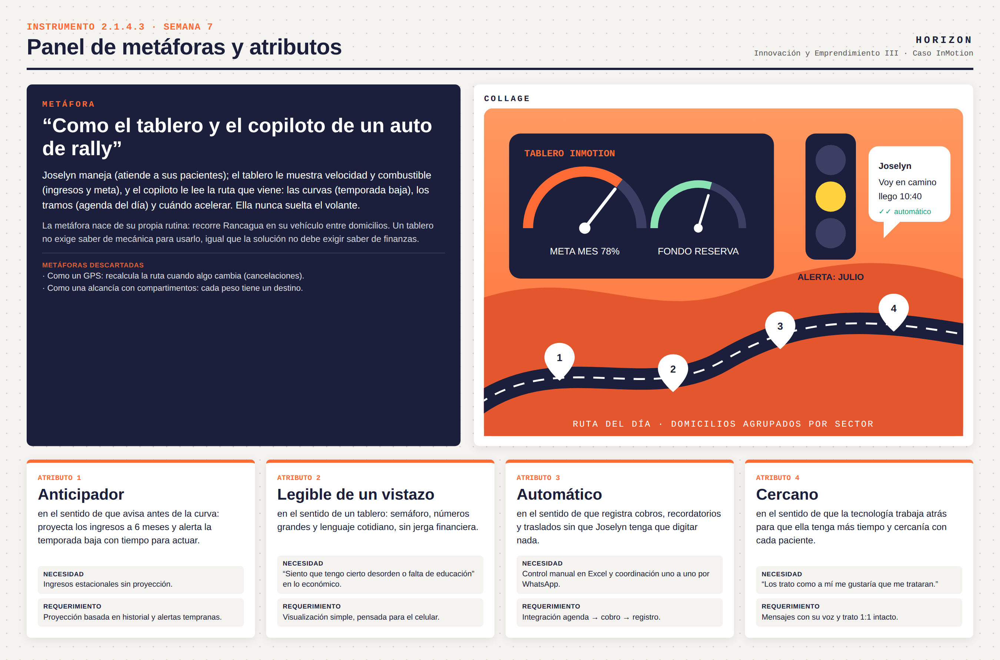 INSTRUMENTO 2.1.4.3 · SEMANA 7
Panel de metáforas y atributos
HORIZON
Innovación y Emprendimiento III · Caso InMotion
METÁFORA
“Como el tablero y el copiloto de un auto
de rally”
Joselyn maneja (atiende a sus pacientes); el tablero le muestra velocidad y combustible
(ingresos y meta), y el copiloto le lee la ruta que viene: las curvas (temporada baja), los
tramos (agenda del día) y cuándo acelerar. Ella nunca suelta el volante.
La metáfora nace de su propia rutina: recorre Rancagua en su vehículo entre domicilios. Un tablero
no exige saber de mecánica para usarlo, igual que la solución no debe exigir saber de finanzas.
METÁFORAS DESCARTADAS
· Como un GPS: recalcula la ruta cuando algo cambia (cancelaciones).
· Como una alcancía con compartimentos: cada peso tiene un destino.
COLLAGE
TABLERO INMOTION
META MES 78%
FONDO RESERVA
ALERTA: JULIO
Joselyn
Voy en camino
llego 10:40
✓✓ automático
1
2
3
4
RUTA DEL DÍA · DOMICILIOS AGRUPADOS POR SECTOR
ATRIBUTO 1
Anticipador
en el sentido de que avisa antes de la curva:
proyecta los ingresos a 6 meses y alerta la
temporada baja con tiempo para actuar.
NECESIDAD
Ingresos estacionales sin proyección.
REQUERIMIENTO
Proyección basada en historial y alertas tempranas.
ATRIBUTO 2
Legible de un vistazo
en el sentido de un tablero: semáforo, números
grandes y lenguaje cotidiano, sin jerga financiera.
NECESIDAD
“Siento que tengo cierto desorden o falta de educación”
en lo económico.
REQUERIMIENTO
Visualización simple, pensada para el celular.
ATRIBUTO 3
Automático
en el sentido de que registra cobros, recordatorios
y traslados sin que Joselyn tenga que digitar
nada.
NECESIDAD
Control manual en Excel y coordinación uno a uno por
WhatsApp.
REQUERIMIENTO
Integración agenda → cobro → registro.
ATRIBUTO 4
Cercano
en el sentido de que la tecnología trabaja atrás
para que ella tenga más tiempo y cercanía con
cada paciente.
NECESIDAD
“Los trato como a mí me gustaría que me trataran.”
REQUERIMIENTO
Mensajes con su voz y trato 1:1 intacto.